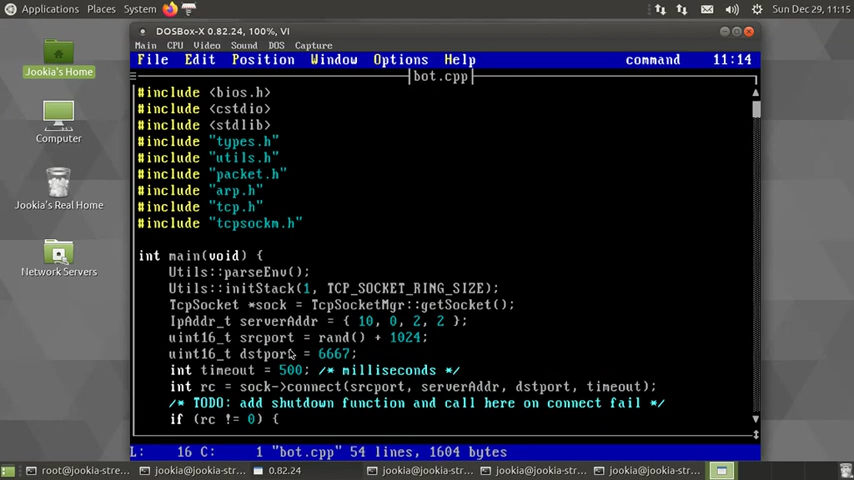 Applications Places System Sun Dec 29, 11:15
DOSBox-X 0.82.24, 100%, VI
Main CPU Video Sound DOS Capture
File Edit Position Window Options Help command 11:14
bot.cpp
#include <bios.h>
#include <cstdio>
#include <stdlib>
#include "types.h"
#include "utils.h"
#include "packet.h"
#include "arp.h"
#include "tcp.h"
#include "tcpsockm.h"
int main(void) {
Utils::parseEnv();
Utils::initStack(1, TCP_SOCKET_RING_SIZE);
TcpSocket *sock = TcpSocketMgr::getSocket();
IpAddr_t serverAddr = { 10, 0, 2, 2 };
uint16_t srcport = rand() + 1024;
uint16_t dstport = 6667;
int timeout = 500; /* milliseconds */
int rc = sock->connect(srcport, serverAddr, dstport, timeout);
/* TODO: add shutdown function and call here on connect fail */
if (rc != 0) {
L: 16 C: 1 "bot.cpp" 54 lines, 1604 bytes
Jookia's Home
Computer
Jookia's Real Home
Network Servers
root@jookia-stre... jookia@jookia-str... 0.82.24 jookia@jookia-str... jookia@jookia-str... jookia@jookia-str...